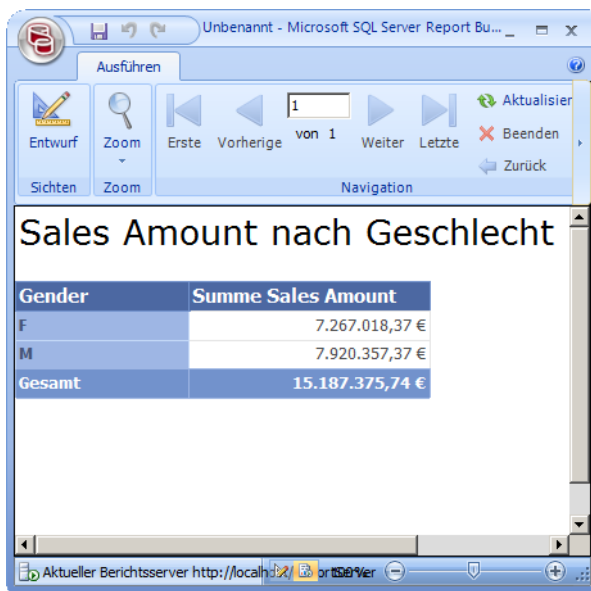 Unbenannt - Microsoft SQL Server Report Bu...
Ausführen
Entwurf
Zoom
Erste
Vorherige
1
von 1
Weiter
Letzte
Aktualisier
Beenden
Zurück
Sichten
Zoom
Navigation
Sales Amount nach Geschlecht
Gender Summe Sales Amount
F 7.267.018,37 €
M 7.920.357,37 €
Gesamt 15.187.375,74 €
Aktueller Berichtsserver http://localh